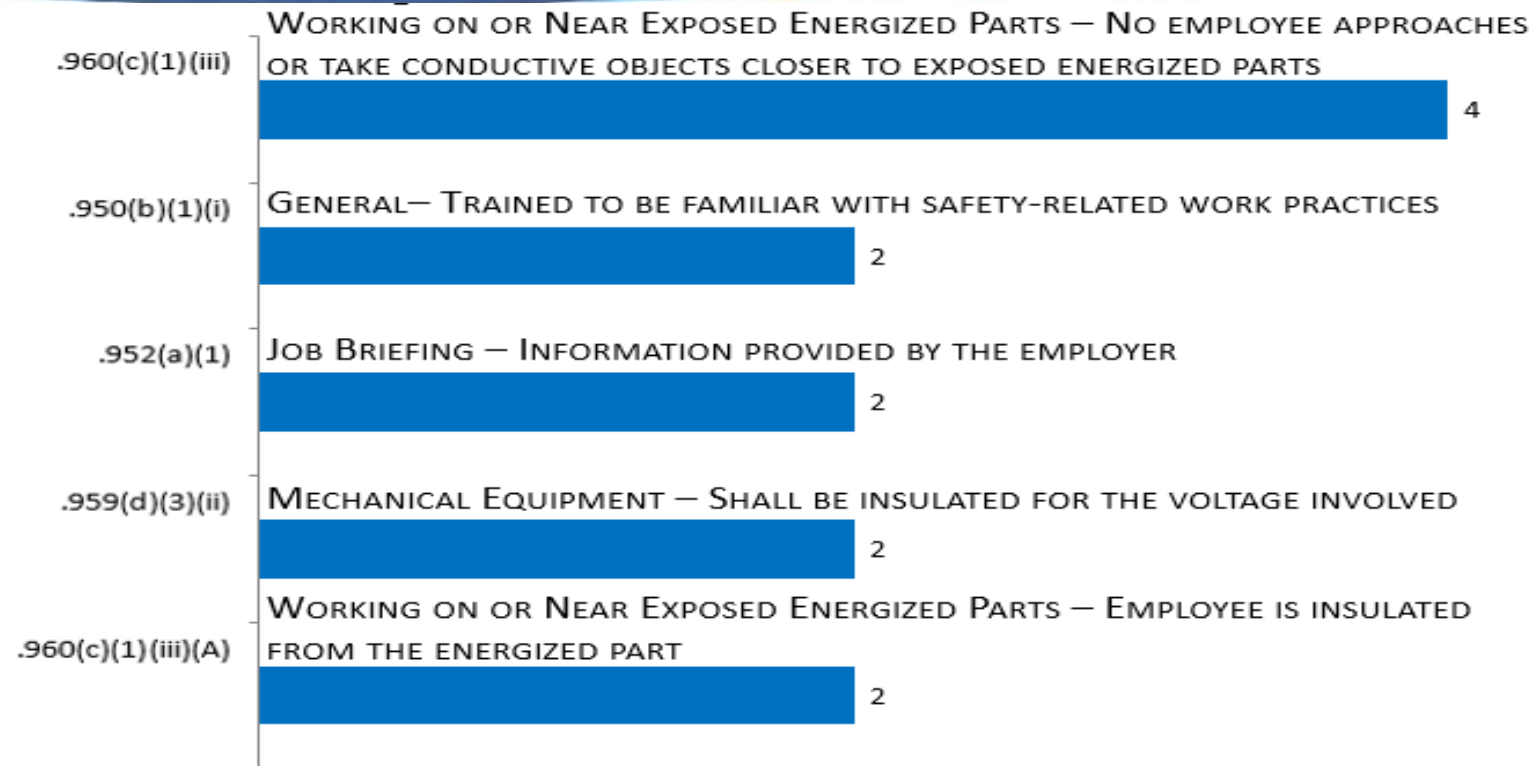 WORKING ON OR NEAR EXPOSED ENERGIZED PARTS – NO EMPLOYEE APPROACHES
.960(c)(1)(iii)
OR TAKE CONDUCTIVE OBJECTS CLOSER TO EXPOSED ENERGIZED PARTS
4
.950(b)(1)(i)
GENERAL– TRAINED TO BE FAMILIAR WITH SAFETY-RELATED WORK PRACTICES
2
.952(a)(1)
JOB BRIEFING – INFORMATION PROVIDED BY THE EMPLOYER
2
.959(d)(3)(ii)
MECHANICAL EQUIPMENT – SHALL BE INSULATED FOR THE VOLTAGE INVOLVED
2
WORKING ON OR NEAR EXPOSED ENERGIZED PARTS – EMPLOYEE IS INSULATED
.960(c)(1)(iii)(A)
FROM THE ENERGIZED PART
2